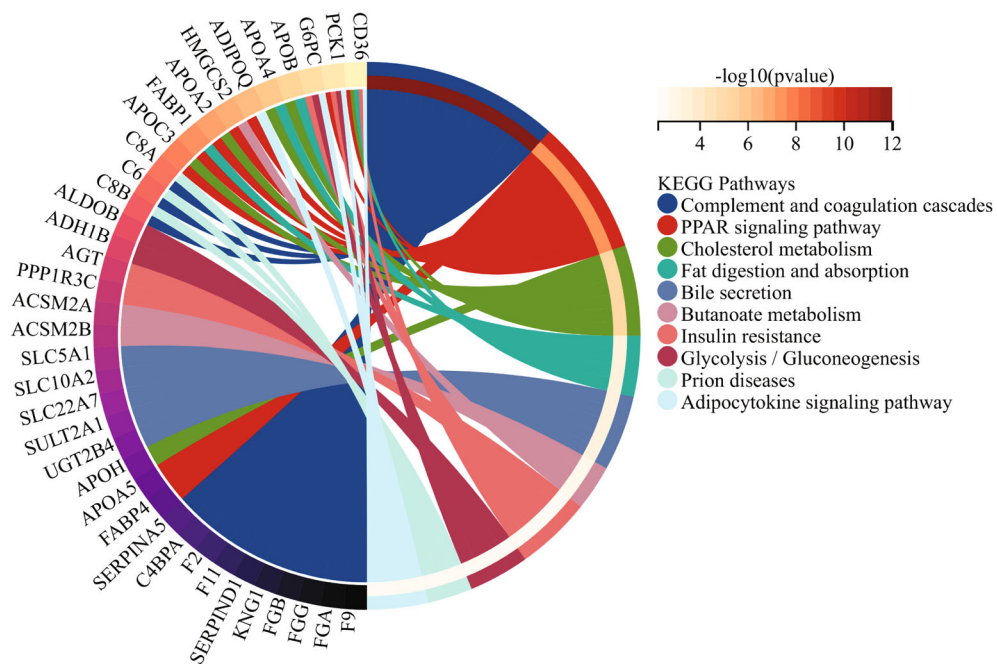 CD36
PCK1
G6PC
APOB
APOA4
ADIPOQ
HMGCS2
APOA2
FABP1
APOC3
C8A
C6
C8B
ALDOB
ADH1B
AGT
PPP1R3C
ACSM2A
ACSM2B
SLC5A1
SLC10A2
SLC22A7
SULT2A1
UGT2B4
APOH
APOA5
FABP4
SERPINA5
C4BPA
F2
F11
SERPIND1
KNG1
FGB
FGG
FGA
F9
-log10(pvalue)
4 6 8 10 12
KEGG Pathways
Complement and coagulation cascades
PPAR signaling pathway
Cholesterol metabolism
Fat digestion and absorption
Bile secretion
Butanoate metabolism
Insulin resistance
Glycolysis / Gluconeogenesis
Prion diseases
Adipocytokine signaling pathway